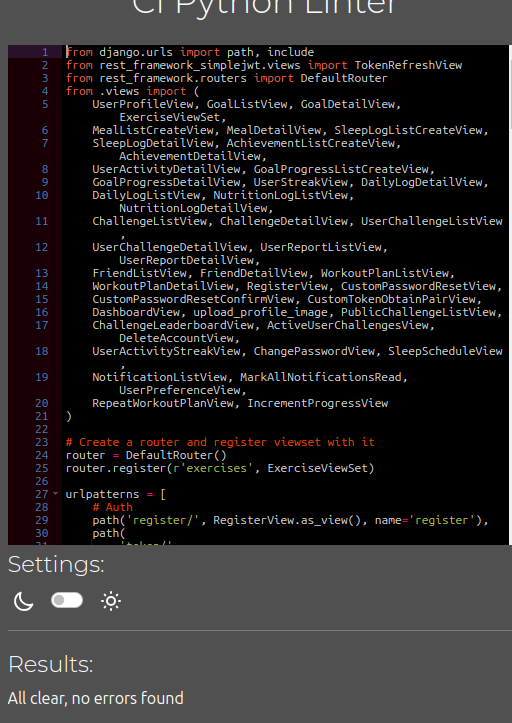 CI Python Linter
1 from django.urls import path, include
2 from rest_framework_simplejwt.views import TokenRefreshView
3 from rest_framework.routers import DefaultRouter
4 from .views import (
5 UserProfileView, GoalListView, GoalDetailView,
ExerciseViewSet,
6 MealListCreateView, MealDetailView, SleepLogListCreateView,
7 SleepLogDetailView, AchievementListCreateView,
AchievementDetailView,
8 UserActivityDetailView, GoalProgressListCreateView,
9 GoalProgressDetailView, UserStreakView, DailyLogDetailView,
10 DailyLogListView, NutritionLogListView,
NutritionLogDetailView,
11 ChallengeListView, ChallengeDetailView, UserChallengeListView
,
12 UserChallengeDetailView, UserReportListView,
UserReportDetailView,
13 FriendListView, FriendDetailView, WorkoutPlanListView,
14 WorkoutPlanDetailView, RegisterView, CustomPasswordResetView,
15 CustomPasswordResetConfirmView, CustomTokenObtainPairView,
16 DashboardView, upload_profile_image, PublicChallengeListView,
17 ChallengeLeaderboardView, ActiveUserChallengesView,
DeleteAccountView,
18 UserActivityStreakView, ChangePasswordView, SleepScheduleView
,
19 NotificationListView, MarkAllNotificationsRead,
UserPreferenceView,
20 RepeatWorkoutPlanView, IncrementProgressView
21 )
22
23 # Create a router and register viewset with it
24 router = DefaultRouter()
25 router.register(r'exercises', ExerciseViewSet)
26
27 urlpatterns = [
28 # Auth
29 path('register/', RegisterView.as_view(), name='register'),
30 path(
31 'token/'
Settings:
Results:
All clear, no errors found